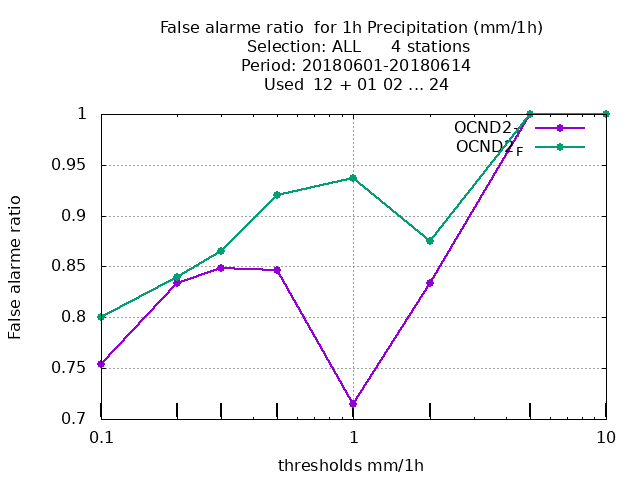 False alarme ratio  for 1h Precipitation (mm/1h)
Selection: ALL      4 stations
Period: 20180601-20180614
Used  12 + 01 02 ... 24
1
0.95
0.9
0.85
0.8
0.75
0.7
False alarme ratio
OCND2
OCND2F
0.1
1
10
thresholds mm/1h